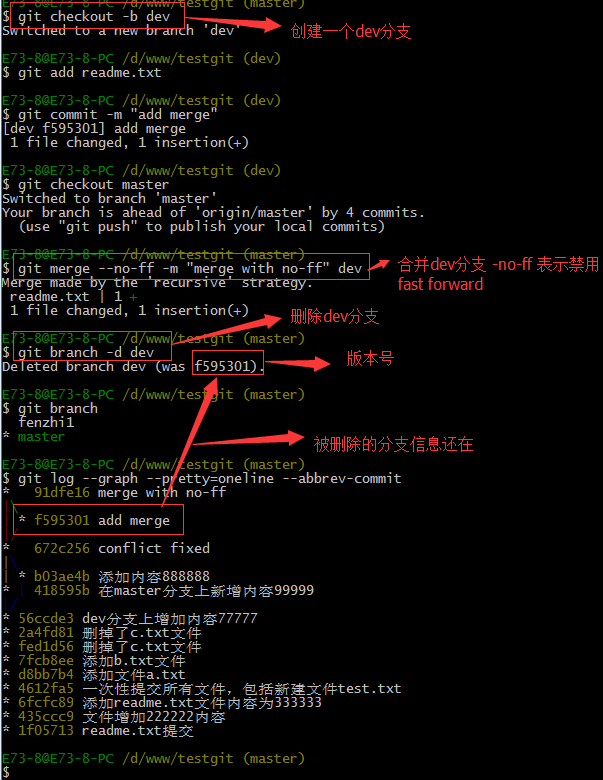 E73-8@E73-8-PC /d/www/testgit (master)
$ git checkout -b dev
创建一个dev分支
Switched to a new branch 'dev'
E73-8@E73-8-PC /d/www/testgit (dev)
$ git add readme.txt
E73-8@E73-8-PC /d/www/testgit (dev)
$ git commit -m "add merge"
[dev f595301] add merge
1 file changed, 1 insertion(+)
E73-8@E73-8-PC /d/www/testgit (dev)
$ git checkout master
Switched to branch 'master'
Your branch is ahead of 'origin/master' by 4 commits.
(use "git push" to publish your local commits)
E73-8@E73-8-PC /d/www/testgit (master)
$ git merge --no-ff -m "merge with no-ff" dev
合并dev分支 -no-ff 表示禁用
fast forward
Merge made by the 'recursive' strategy.
readme.txt | 1 +
1 file changed, 1 insertion(+)
删除dev分支
E73-8@E73-8-PC /d/www/testgit (master)
$ git branch -d dev
Deleted branch dev (was f595301).
版本号
E73-8@E73-8-PC /d/www/testgit (master)
$ git branch
fenzhi1
* master
被删除的分支信息还在
E73-8@E73-8-PC /d/www/testgit (master)
$ git log --graph --pretty=oneline --abbrev-commit
* 91dfe16 merge with no-ff
|\
| * f595301 add merge
|/
* 672c256 conflict fixed
|\
| * b03ae4b 添加内容888888
* | 418595b 在master分支上新增内容99999
|/
* 56ccde3 dev分支上增加内容77777
* 2a4fd81 删掉了c.txt文件
* fed1d56 删掉了c.txt文件
* 7fcb8ee 添加b.txt文件
* d8bb7b4 添加文件a.txt
* 4612fa5 一次性提交所有文件，包括新建文件test.txt
* 6fcfc89 添加readme.txt文件内容为333333
* 435ccc9 文件增加222222内容
* 1f05713 readme.txt提交
E73-8@E73-8-PC /d/www/testgit (master)
$